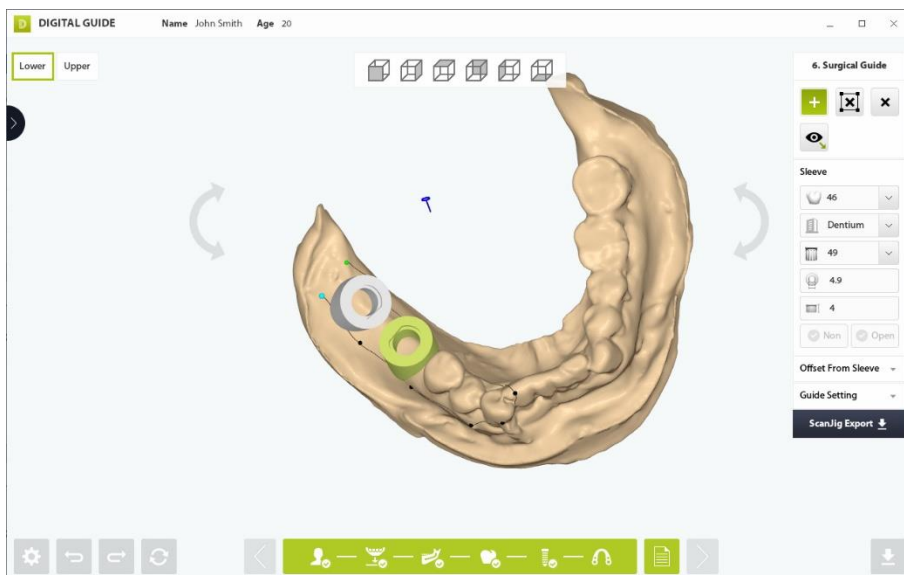 DIGITAL GUIDE Name John Smith Age 20
Lower Upper
6. Surgical Guide
Sleeve
46
Dentium
49
4.9
4
Non Open
Offset From Sleeve
Guide Setting
ScanJig Export